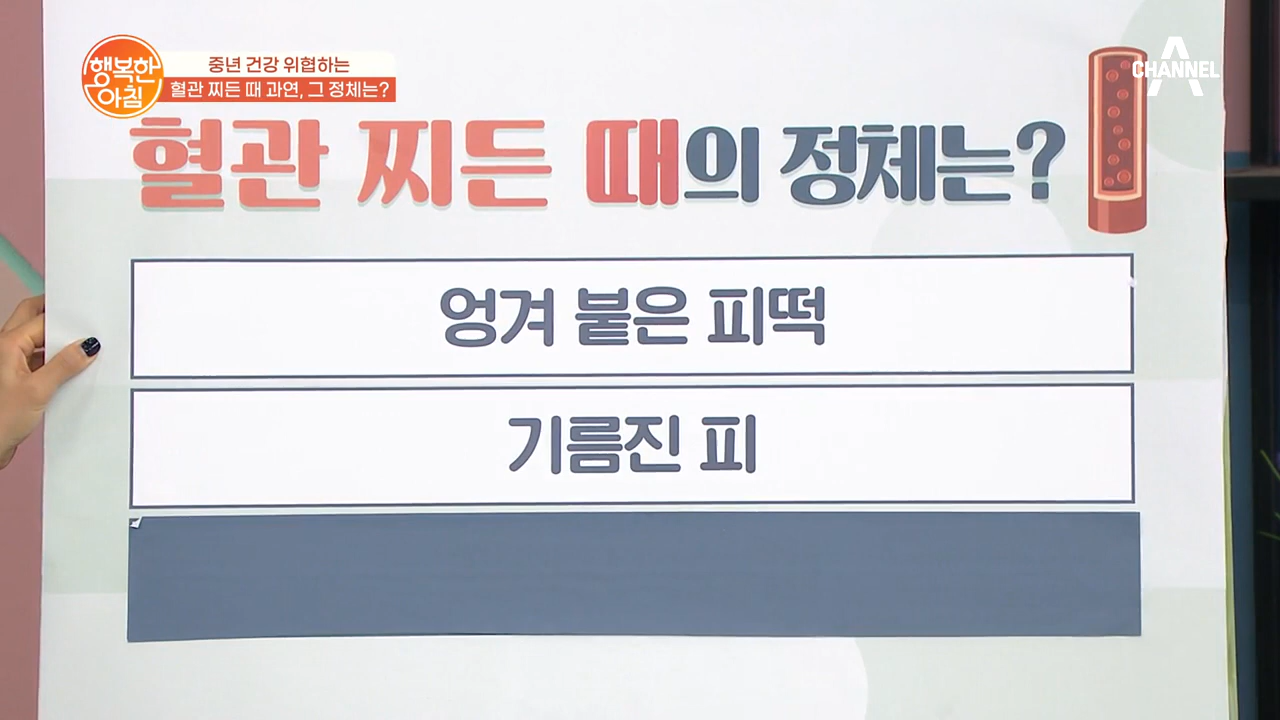 행복한
아침
중년 건강 위협하는
혈관 찌든 때 과연, 그 정체는?
CHANNEL A
혈관 찌든 때의 정체는?
엉겨 붙은 피떡
기름진 피